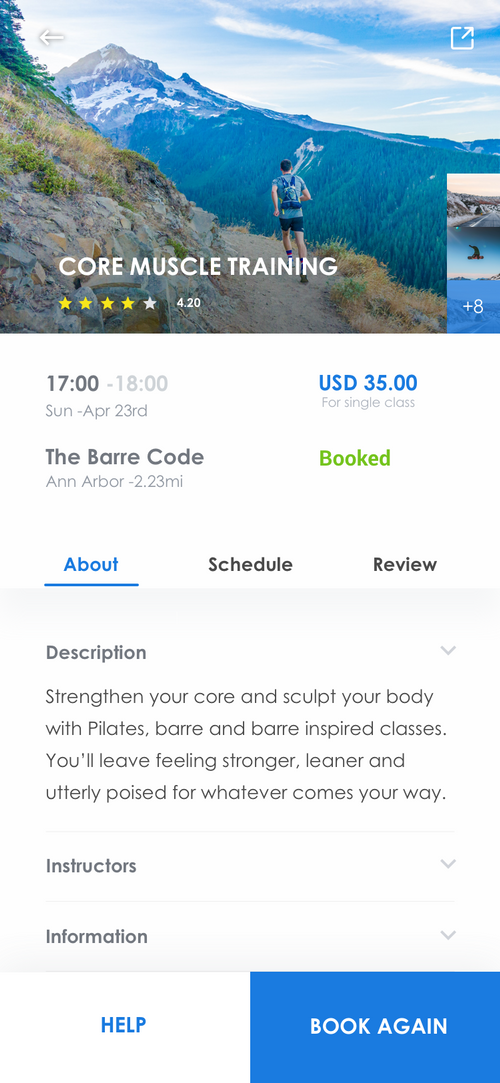 CORE MUSCLE TRAINING
4.20
+8
17:00 -18:00
USD 35.00
Sun -Apr 23rd
For single class
The Barre Code
Booked
Ann Arbor -2.23mi
About
Schedule
Review
Description
Strengthen your core and sculpt your body
with Pilates, barre and barre inspired classes.
You'll leave feeling stronger, leaner and
utterly poised for whatever comes your way.
Instructors
Information
HELP
BOOK AGAIN